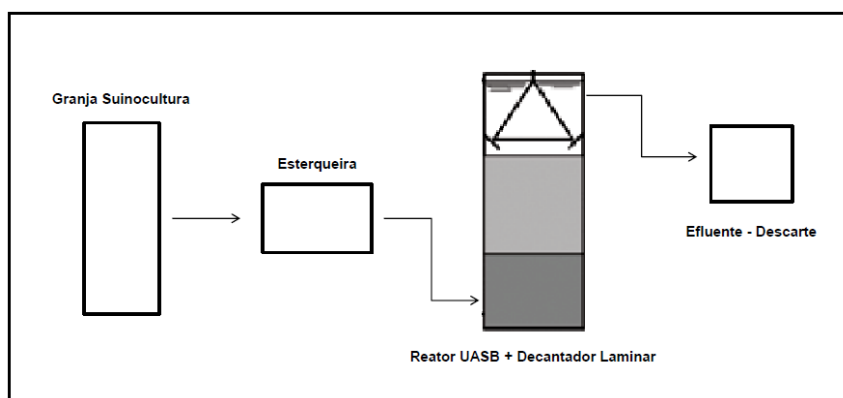 Granja Suinocultura
Esterqueira
Efluente - Descarte
Reator UASB + Decantador Laminar